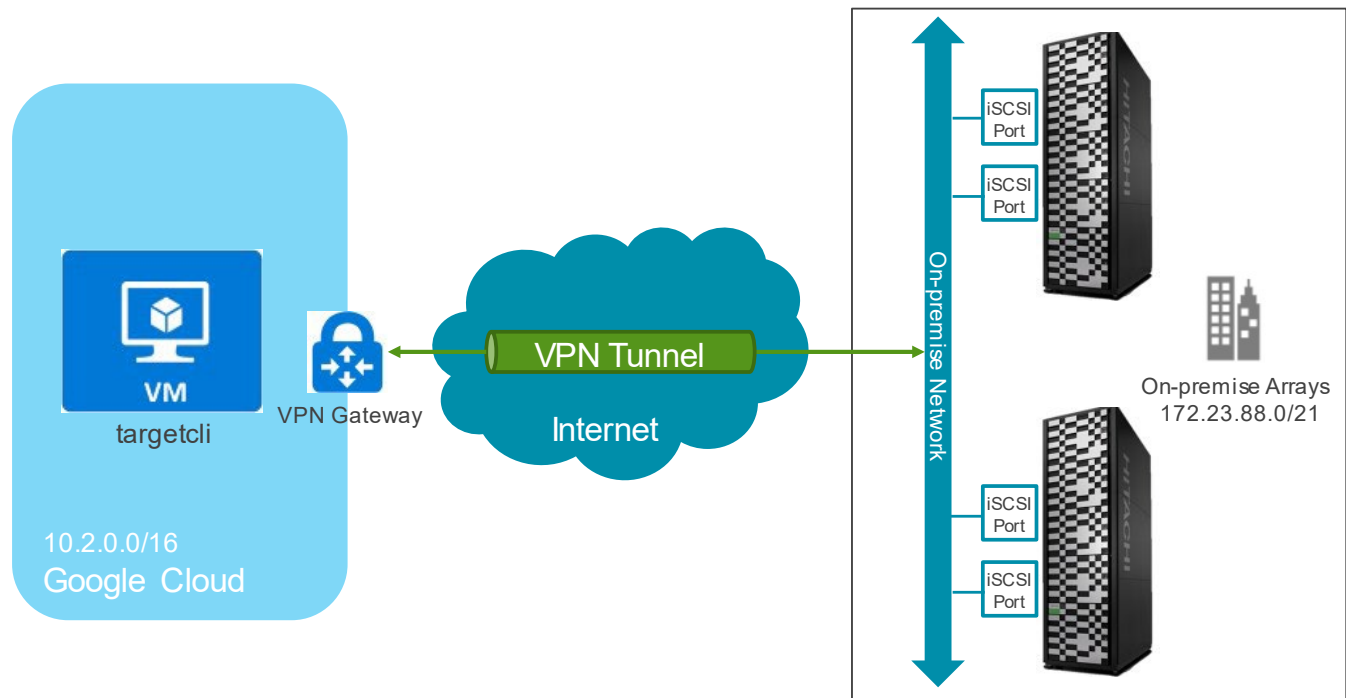 VM
targetcli
10.2.0.0/16
Google Cloud
VPN Gateway
VPN Tunnel
Internet
On-premise Network
iSCSI
Port
iSCSI
Port
HITACHI
On-premise Arrays
172.23.88.0/21
iSCSI
Port
iSCSI
Port
HITACHI